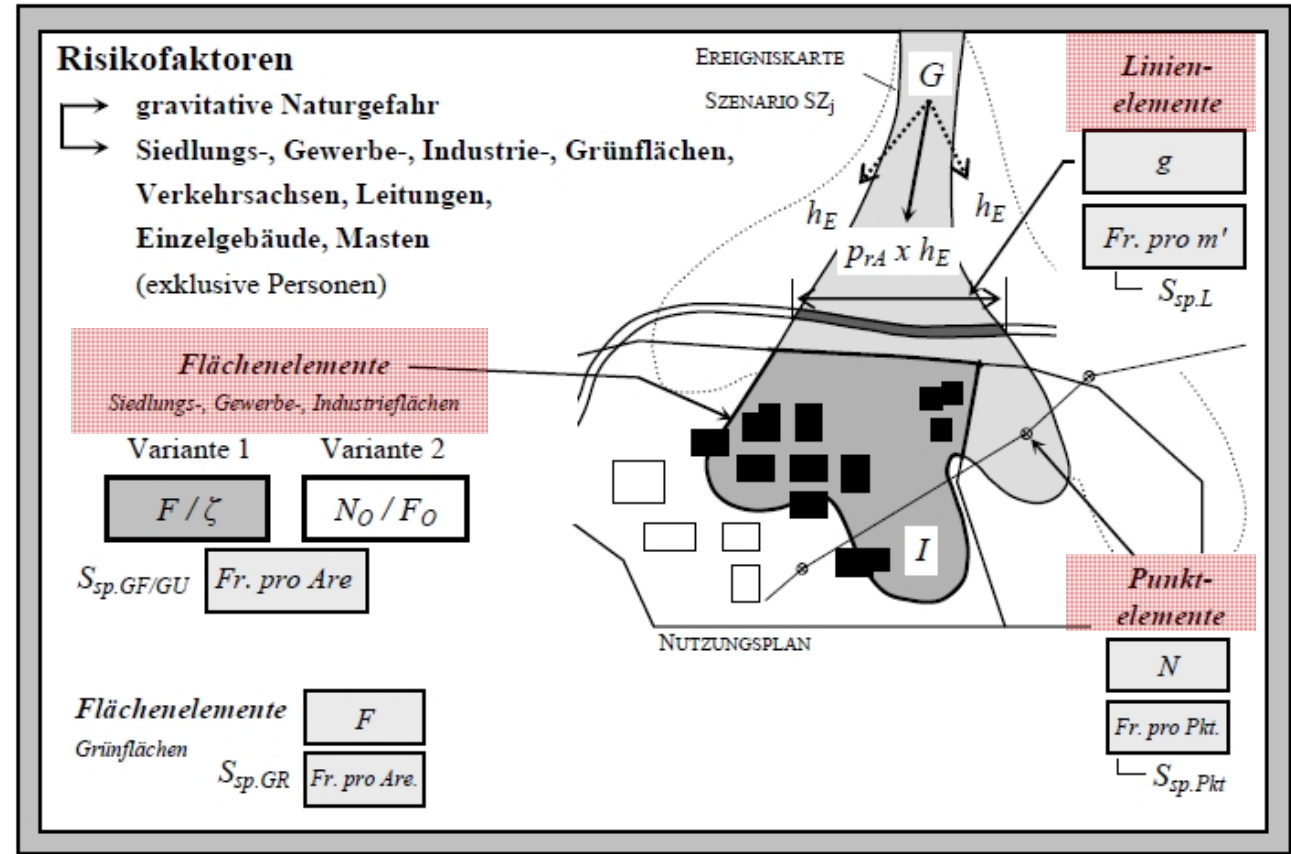 Risikofaktoren
gravitative Naturgefahr
Siedlungs-, Gewerbe-, Industrie-, Grünflächen,
Verkehrsachsen, Leitungen,
Einzelgebäude, Masten
(exklusive Personen)
EREIGNISKARTE
SZENARIO SZj
G
hE
hE
prA x hE
Linien-
elemente
g
Fr. pro m'
Ssp.L
Flächenelemente
Siedlungs-, Gewerbe-, Industrieflächen
Variante 1 Variante 2
F / ζ NO / FO
Ssp.GF/GU Fr. pro Are
I
NUTZUNGSPLAN
Punkt-
elemente
N
Fr. pro Pkt.
Ssp.Pkt
Flächenelemente F
Grünflächen
Ssp.GR Fr. pro Are.